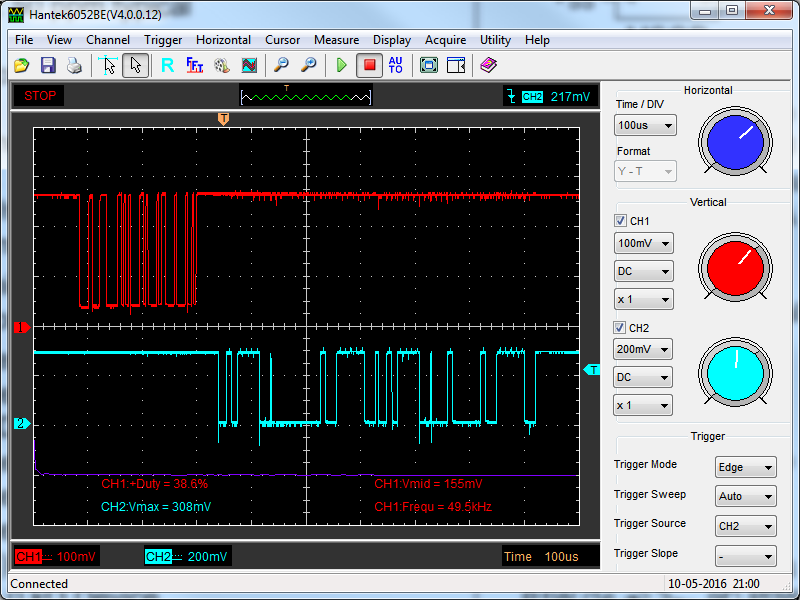 Hantek6052BE(V4.0.0.12)
File View Channel Trigger Horizontal Cursor Measure Display Acquire Utility Help
R FFT AU TO
STOP T CH2 217mV
T
1
T
2
CH1:+Duty = 38.6% CH1:Vmid = 155mV
CH2:Vmax = 308mV CH1:Frequ = 49.5kHz
CH1 100mV CH2 200mV Time 100us
Horizontal
Time / DIV
100us
Format
Y - T
Vertical
CH1
100mV
DC
x 1
CH2
200mV
DC
x 1
Trigger
Trigger Mode Edge
Trigger Sweep Auto
Trigger Source CH2
Trigger Slope -
Connected 10-05-2016 21:00